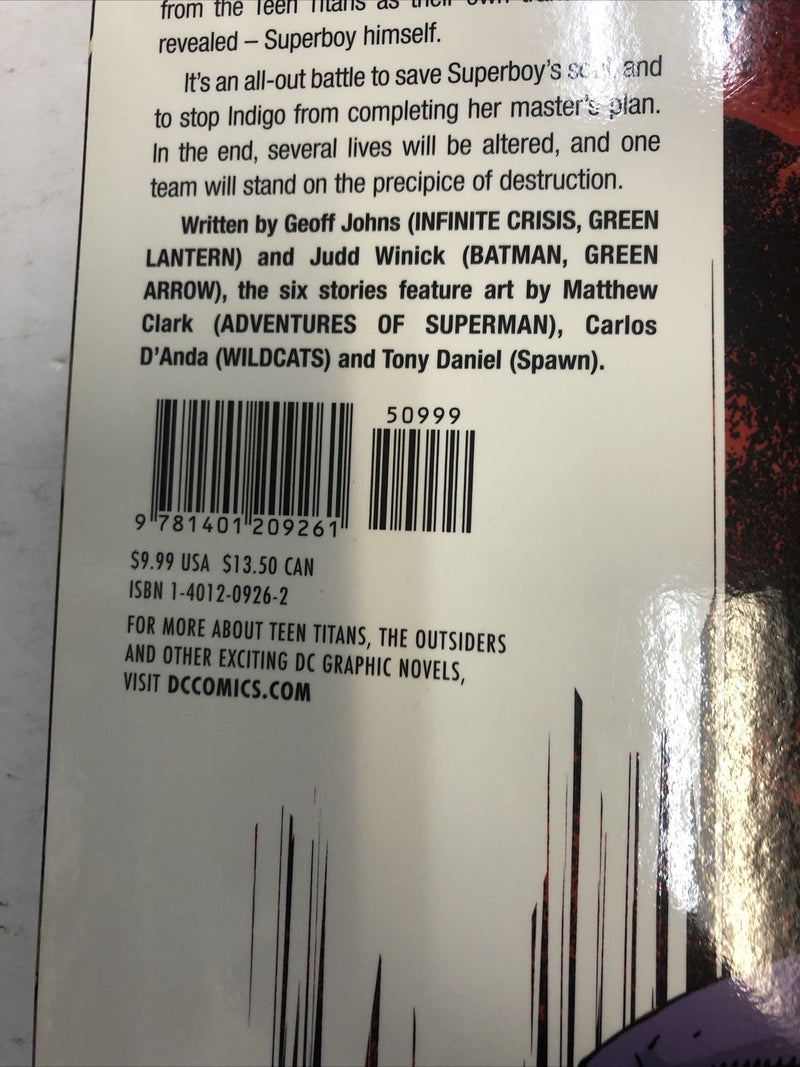 from the Teen Titans as their own
revealed – Superboy himself.
It's an all-out battle to save Superboy's and
to stop Indigo from completing her master's plan.
In the end, several lives will be altered, and one
team will stand on the precipice of destruction.
Written by Geoff Johns (INFINITE CRISIS, GREEN
LANTERN) and Judd Winick (BATMAN, GREEN
ARROW), the six stories feature art by Matthew
Clark (ADVENTURES OF SUPERMAN), Carlos
D'Anda (WILDCATS) and Tony Daniel (Spawn).
50999
9 781401 209261
$9.99 USA $13.50 CAN
ISBN 1-4012-0926-2
FOR MORE ABOUT TEEN TITANS, THE OUTSIDERS
AND OTHER EXCITING DC GRAPHIC NOVELS,
VISIT DCCOMICS.COM